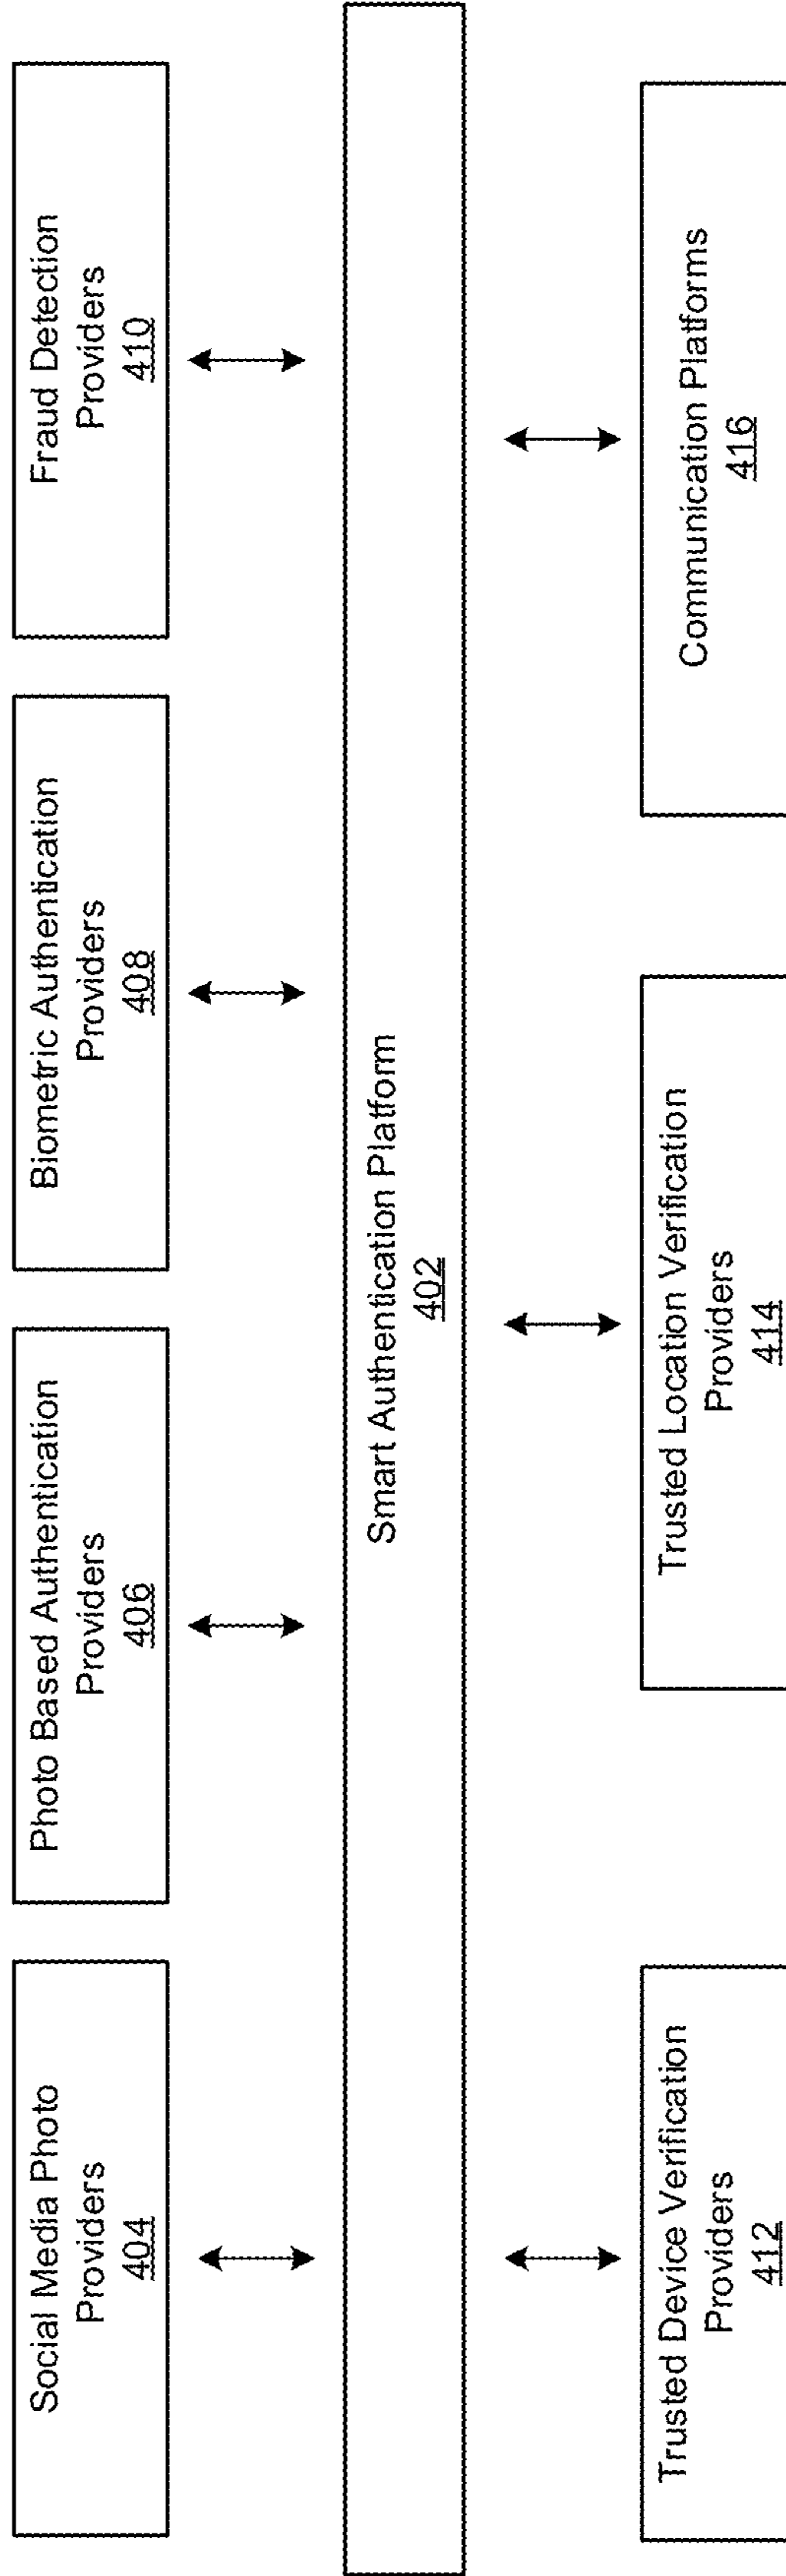 Social Media Photo
Providers
404
Photo Based Authentication
Providers
406
Biometric Authentication
Providers
408
Fraud Detection
Providers
410
Smart Authentication Platform
402
Trusted Device Verification
Providers
412
Trusted Location Verification
Providers
414
Communication Platforms
416